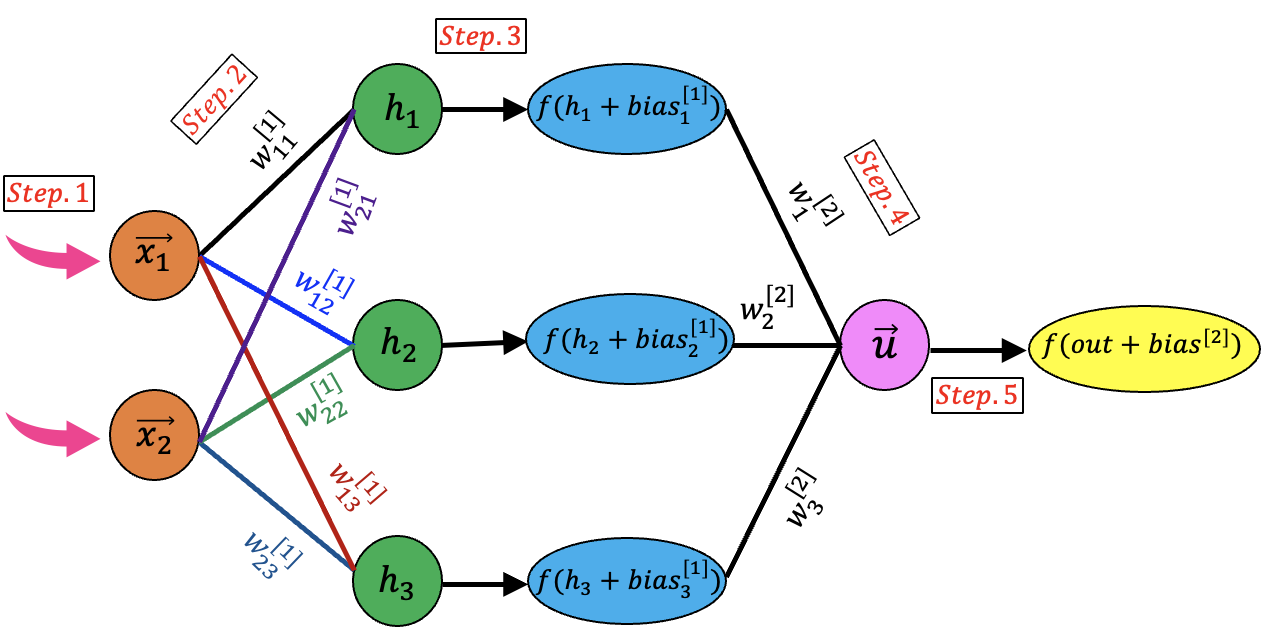 Step. 1
Step. 2
Step. 3
Step. 4
Step. 5
$\overrightarrow{x_1}$
$\overrightarrow{x_2}$
$w_{11}^{[1]}$
$w_{21}^{[1]}$
$w_{12}^{[1]}$
$w_{22}^{[1]}$
$w_{13}^{[1]}$
$w_{23}^{[1]}$
$h_1$
$h_2$
$h_3$
$f(h_1 + bias_1^{[1]})$
$f(h_2 + bias_2^{[1]})$
$f(h_3 + bias_3^{[1]})$
$w_1^{[2]}$
$w_2^{[2]}$
$w_3^{[2]}$
$\vec{u}$
$f(out + bias^{[2]})$